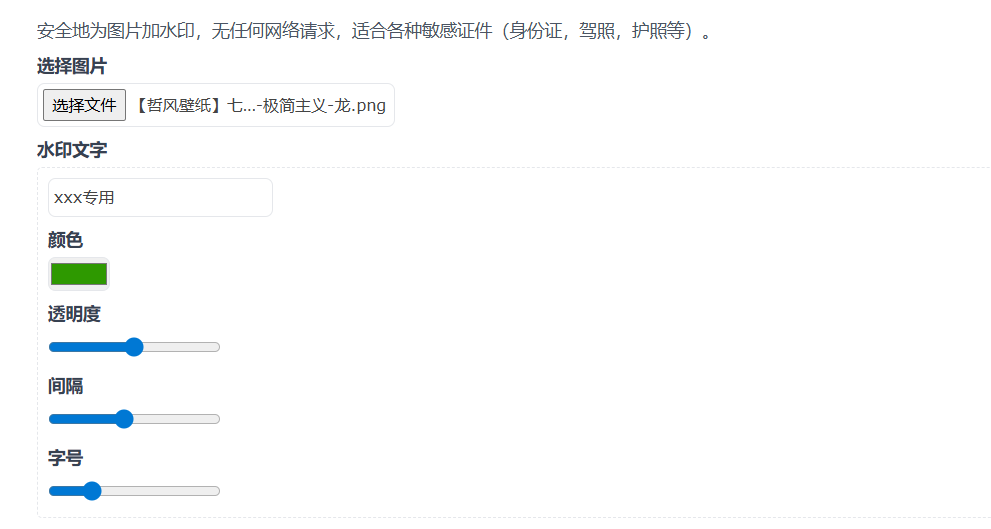 安全地为图片加水印，无任何网络请求，适合各种敏感证件（身份证，驾照，护照等）。
选择图片
选择文件 【哲风壁纸】七...-极简主义-龙.png
水印文字
xxx专用
颜色
透明度
间隔
字号